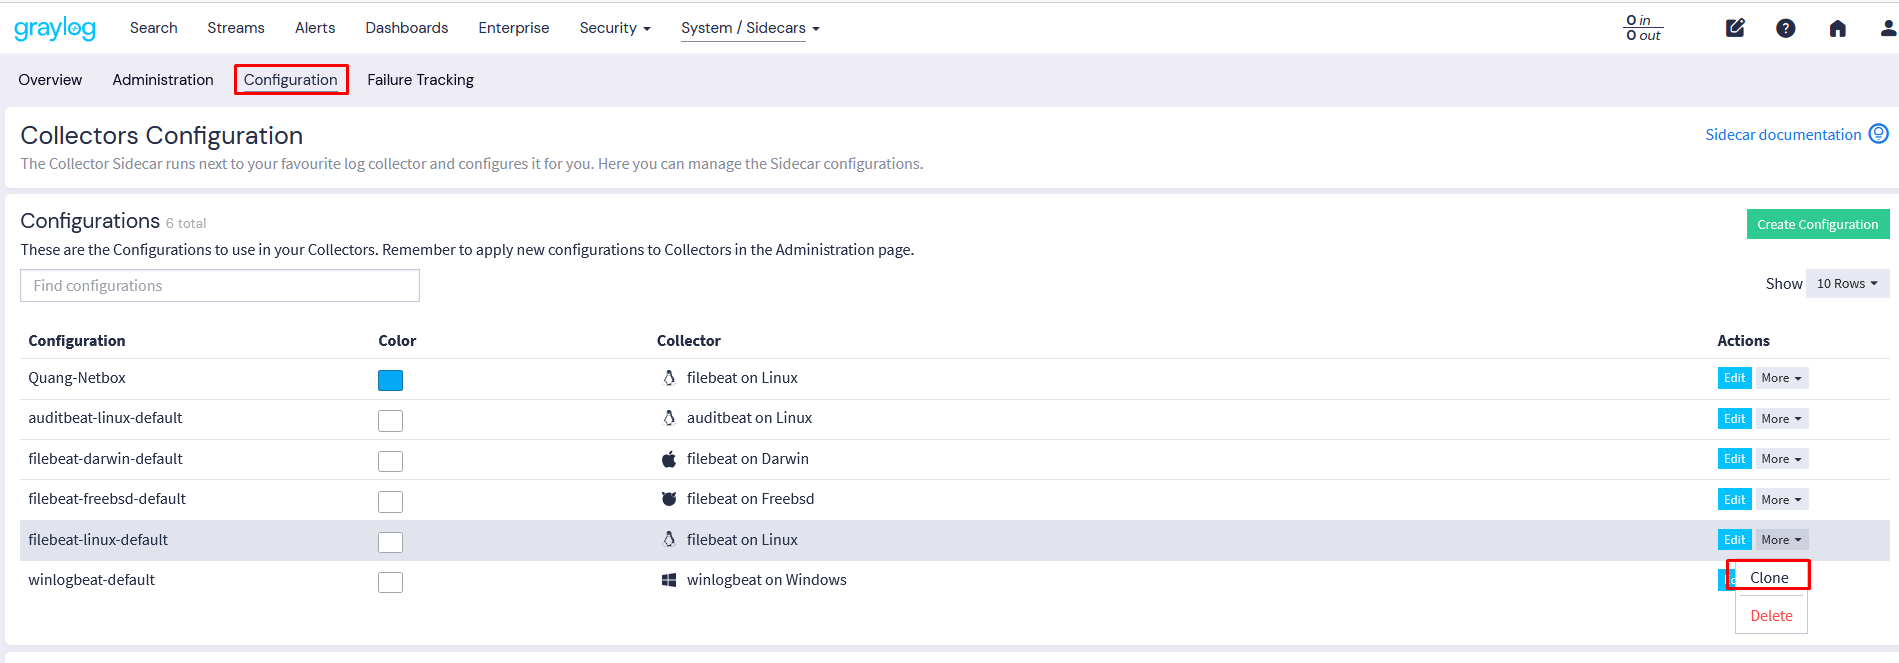 graylog Search Streams Alerts Dashboards Enterprise Security System / Sidecars 0 in
0 out
Overview Administration Configuration Failure Tracking
Collectors Configuration
Sidecar documentation
The Collector Sidecar runs next to your favourite log collector and configures it for you. Here you can manage the Sidecar configurations.
Configurations 6 total
Create Configuration
These are the Configurations to use in your Collectors. Remember to apply new configurations to Collectors in the Administration page.
Find configurations
Show 10 Rows
Configuration Color Collector Actions
Quang-Netbox filebeat on Linux Edit More
auditbeat-linux-default auditbeat on Linux Edit More
filebeat-darwin-default filebeat on Darwin Edit More
filebeat-freebsd-default filebeat on Freebsd Edit More
filebeat-linux-default filebeat on Linux Edit More
winlogbeat-default winlogbeat on Windows Clone
Delete